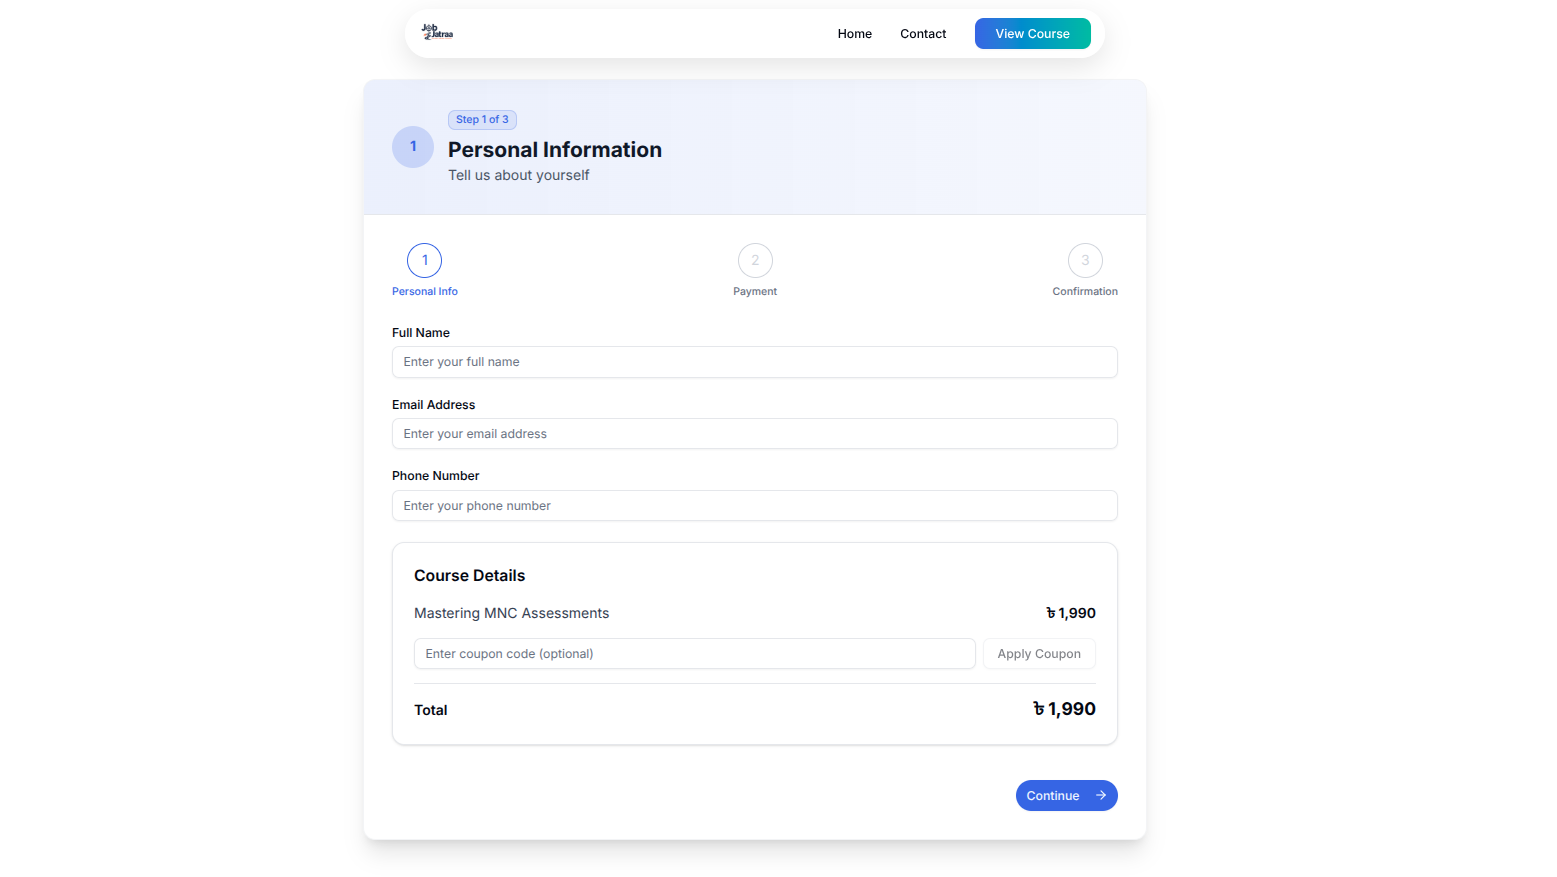 Job
Jatraa
Home
Contact
View Course
1
Step 1 of 3
Personal Information
Tell us about yourself
1
2
3
Personal Info
Payment
Confirmation
Full Name
Enter your full name
Email Address
Enter your email address
Phone Number
Enter your phone number
Course Details
Mastering MNC Assessments
৳ 1,990
Enter coupon code (optional)
Apply Coupon
Total
৳ 1,990
Continue